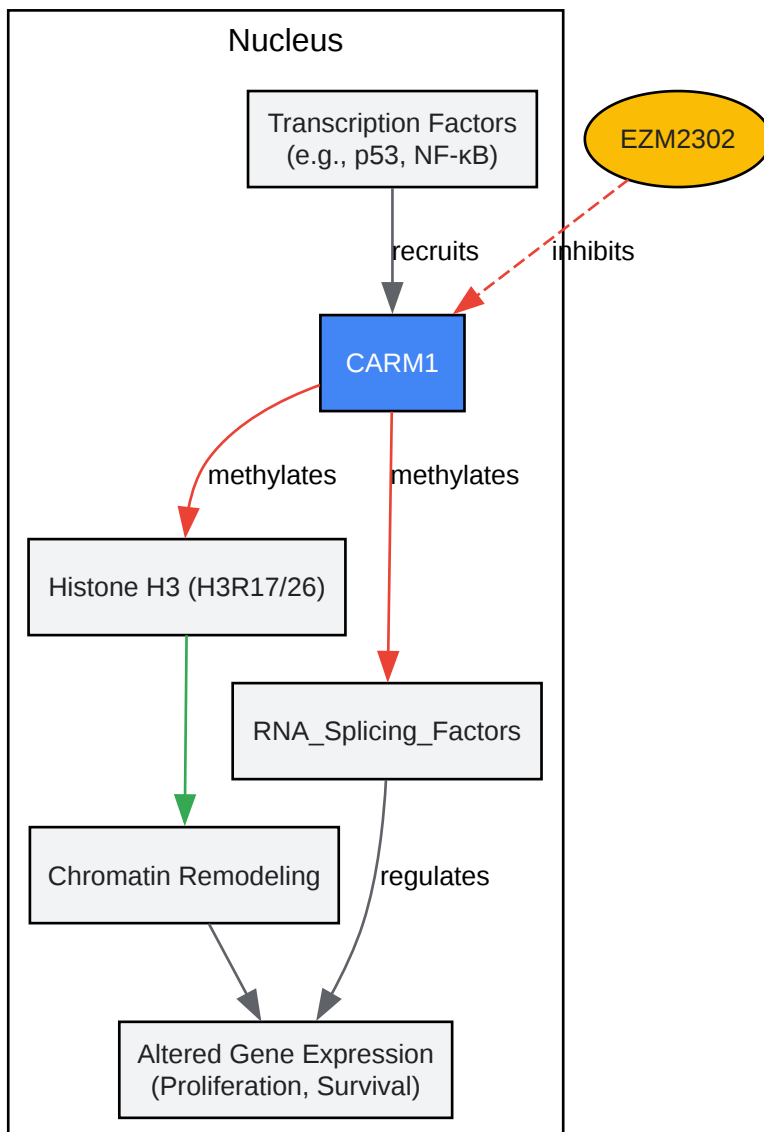 Nucleus
Transcription Factors
(e.g., p53, NF-κB)
EZM2302
recruits
inhibits
CARM1
methylates
methylates
Histone H3 (H3R17/26)
RNA_Splicing_Factors
Chromatin Remodeling
regulates
Altered Gene Expression
(Proliferation, Survival)